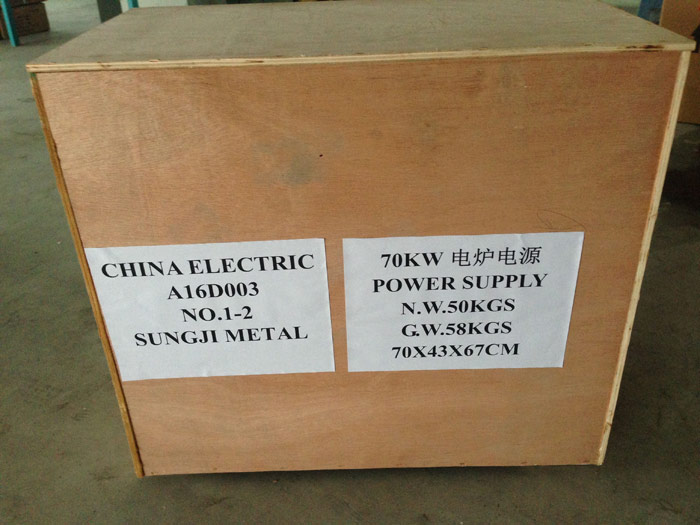 CHINA ELECTRIC
A16D003
NO.1-2
SUNGJI METAL
70KW 电炉电源
POWER SUPPLY
N.W.50KGS
G.W.58KGS
70X43X67CM